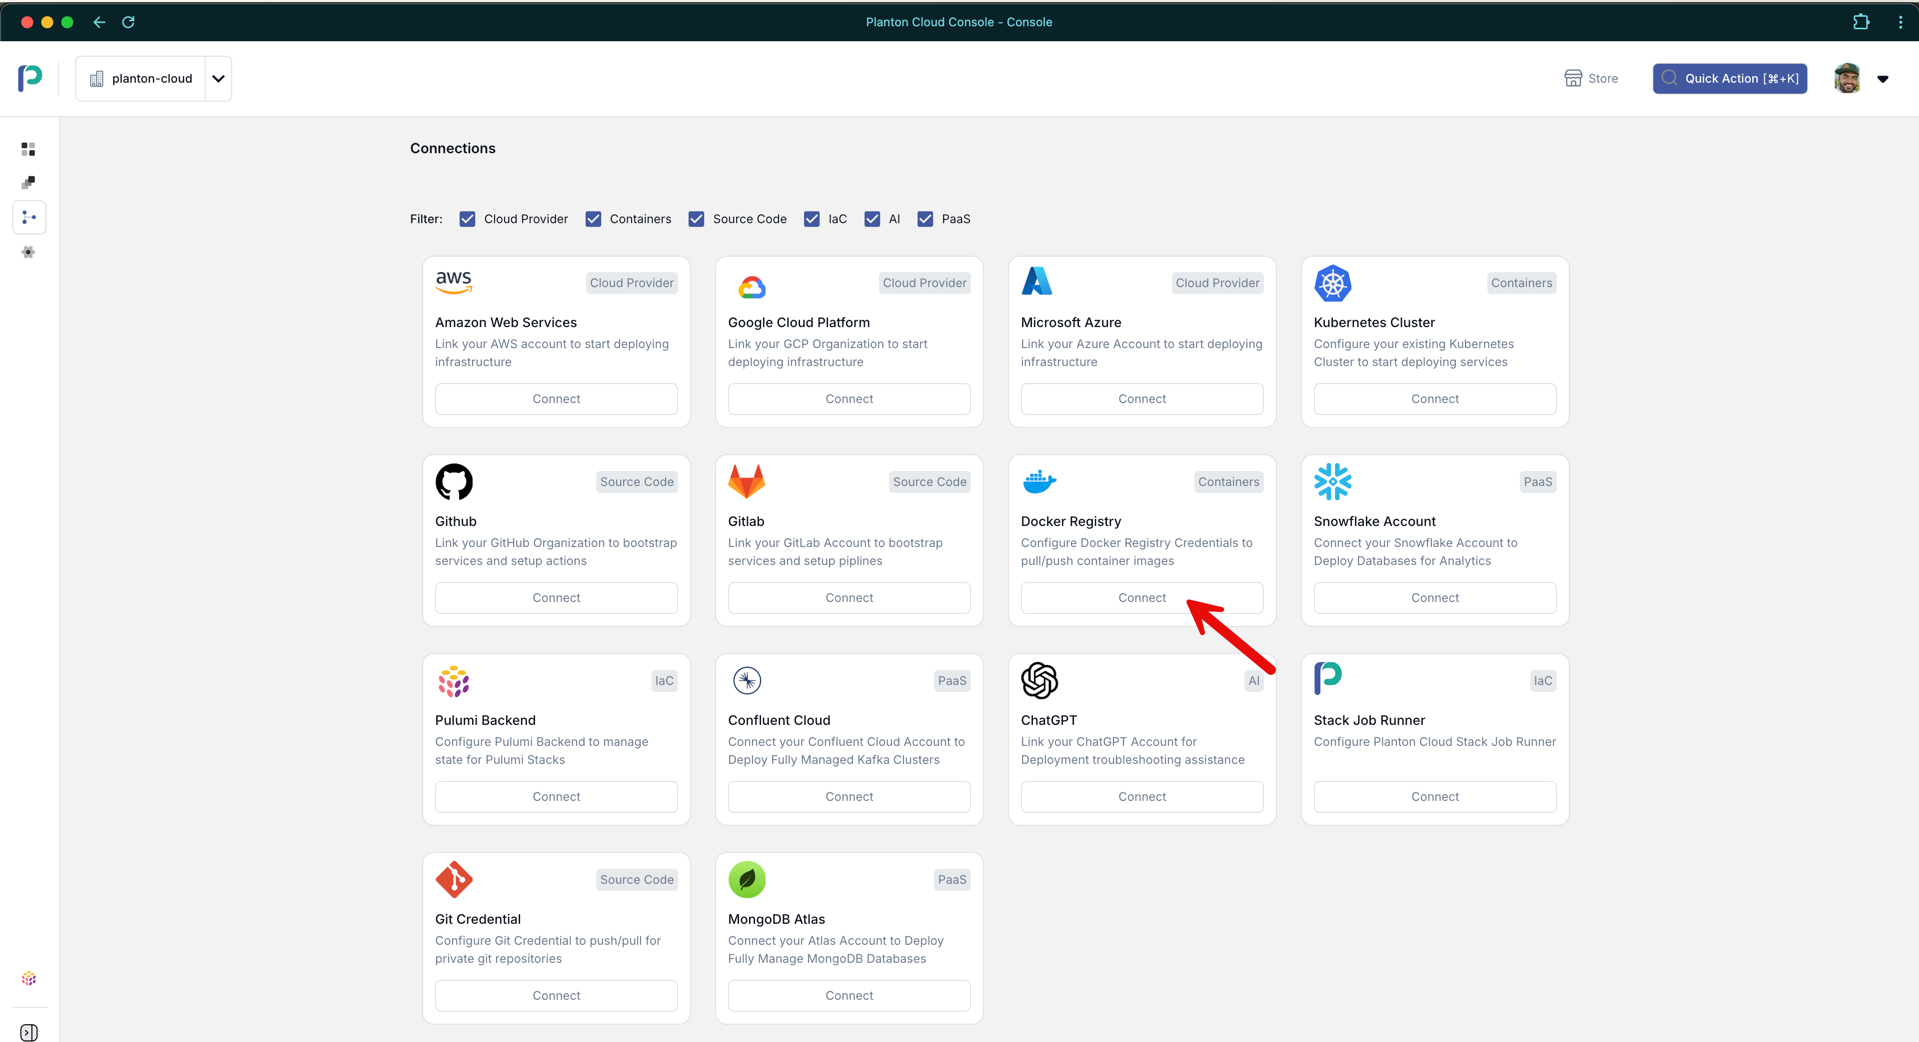 Planton Cloud Console - Console
planton-cloud
Store
Quick Action [⌘+K]
Connections
Filter:
Cloud Provider
Containers
Source Code
IaC
AI
PaaS
aws
Cloud Provider
Amazon Web Services
Link your AWS account to start deploying
infrastructure
Connect
Cloud Provider
Google Cloud Platform
Link your GCP Organization to start
deploying infrastructure
Connect
Cloud Provider
Microsoft Azure
Link your Azure Account to start deploying
infrastructure
Connect
Containers
Kubernetes Cluster
Configure your existing Kubernetes
Cluster to start deploying services
Connect
Source Code
Github
Link your GitHub Organization to bootstrap
services and setup actions
Connect
Source Code
Gitlab
Link your GitLab Account to bootstrap
services and setup piplines
Connect
Containers
Docker Registry
Configure Docker Registry Credentials to
pull/push container images
Connect
PaaS
Snowflake Account
Connect your Snowflake Account to
Deploy Databases for Analytics
Connect
IaC
Pulumi Backend
Configure Pulumi Backend to manage
state for Pulumi Stacks
Connect
PaaS
Confluent Cloud
Connect your Confluent Cloud Account to
Deploy Fully Managed Kafka Clusters
Connect
AI
ChatGPT
Link your ChatGPT Account for
Deployment troubleshooting assistance
Connect
IaC
Stack Job Runner
Configure Planton Cloud Stack Job Runner
Connect
Source Code
Git Credential
Configure Git Credential to push/pull for
private git repositories
Connect
PaaS
MongoDB Atlas
Connect your Atlas Account to Deploy
Fully Manage MongoDB Databases
Connect